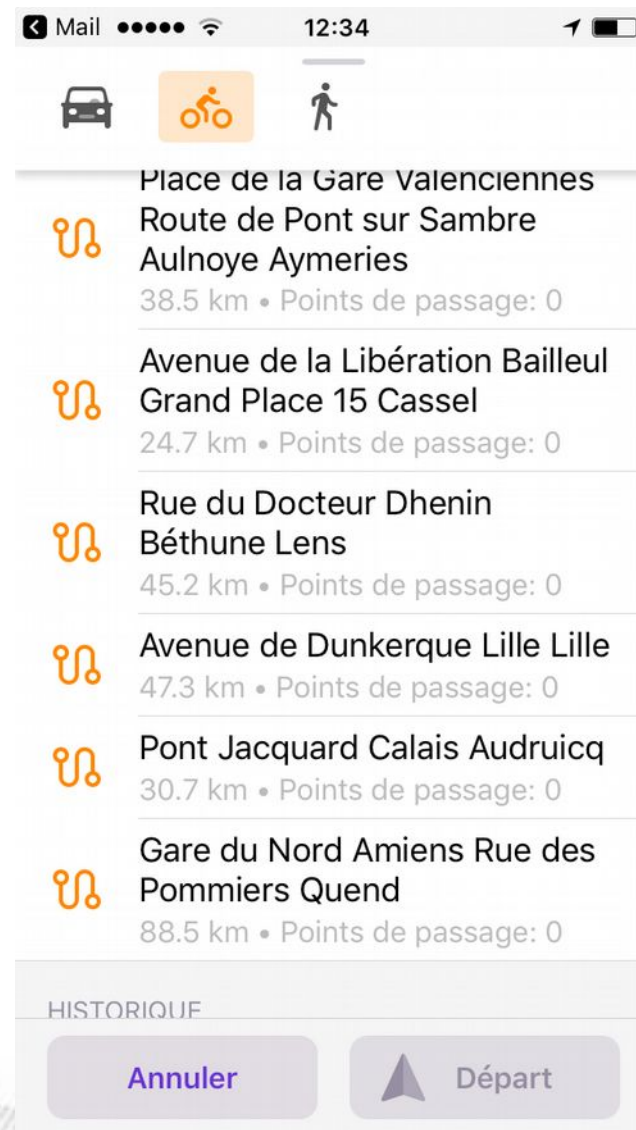 Mail 12:34
Place de la Gare Valenciennes
Route de Pont sur Sambre
Aulnoye Aymeries
38.5 km • Points de passage: 0
Avenue de la Libération Bailleul
Grand Place 15 Cassel
24.7 km • Points de passage: 0
Rue du Docteur Dhenin
Béthune Lens
45.2 km • Points de passage: 0
Avenue de Dunkerque Lille Lille
47.3 km • Points de passage: 0
Pont Jacquard Calais Audruicq
30.7 km • Points de passage: 0
Gare du Nord Amiens Rue des
Pommiers Quend
88.5 km • Points de passage: 0
HISTORIQUE
Annuler Départ